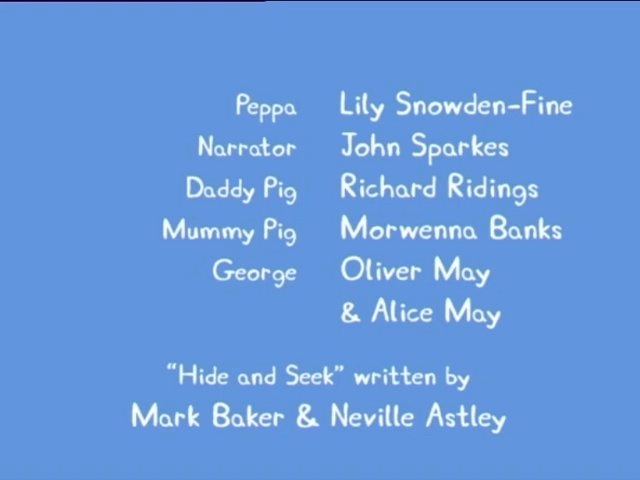 Peppa Lily Snowden-Fine
Narrator John Sparkes
Daddy Pig Richard Ridings
Mummy Pig Morwenna Banks
George Oliver May
& Alice May
"Hide and Seek" written by
Mark Baker & Neville Astley